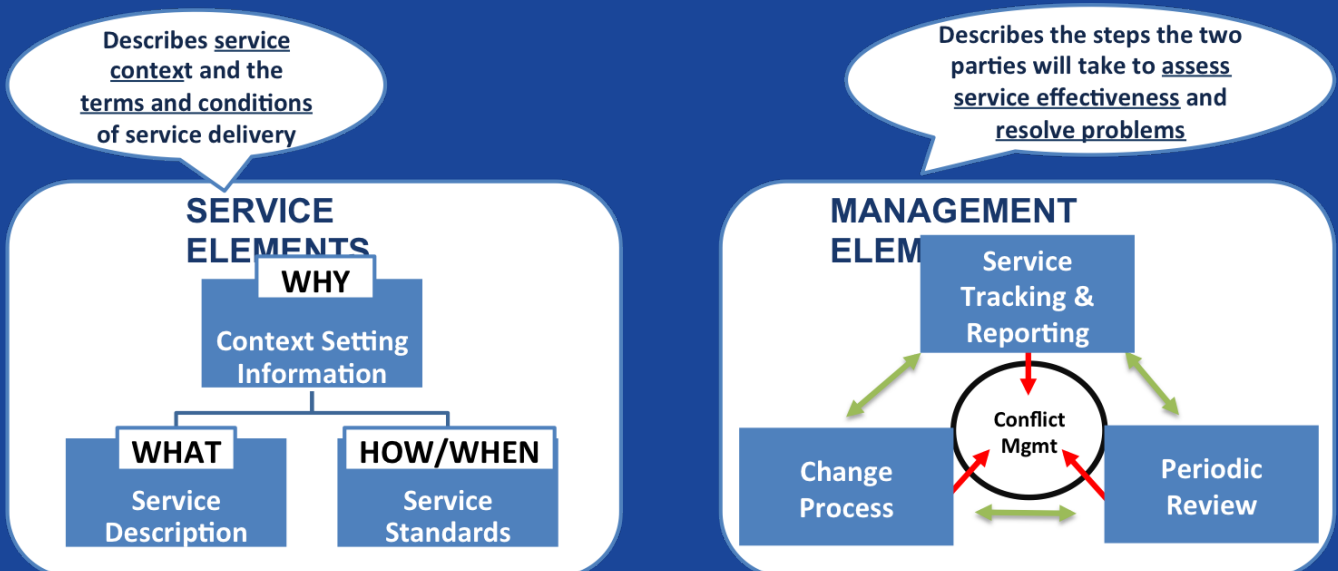 Describes service
context and the
terms and conditions
of service delivery
SERVICE
ELEMENTS
WHY
Context Setting
Information
WHAT
Service
Description
HOW/WHEN
Service
Standards
Describes the steps the two
parties will take to assess
service effectiveness and
resolve problems
MANAGEMENT
ELEM
Service
Tracking &
Reporting
Conflict
Mgmt
Change
Process
Periodic
Review